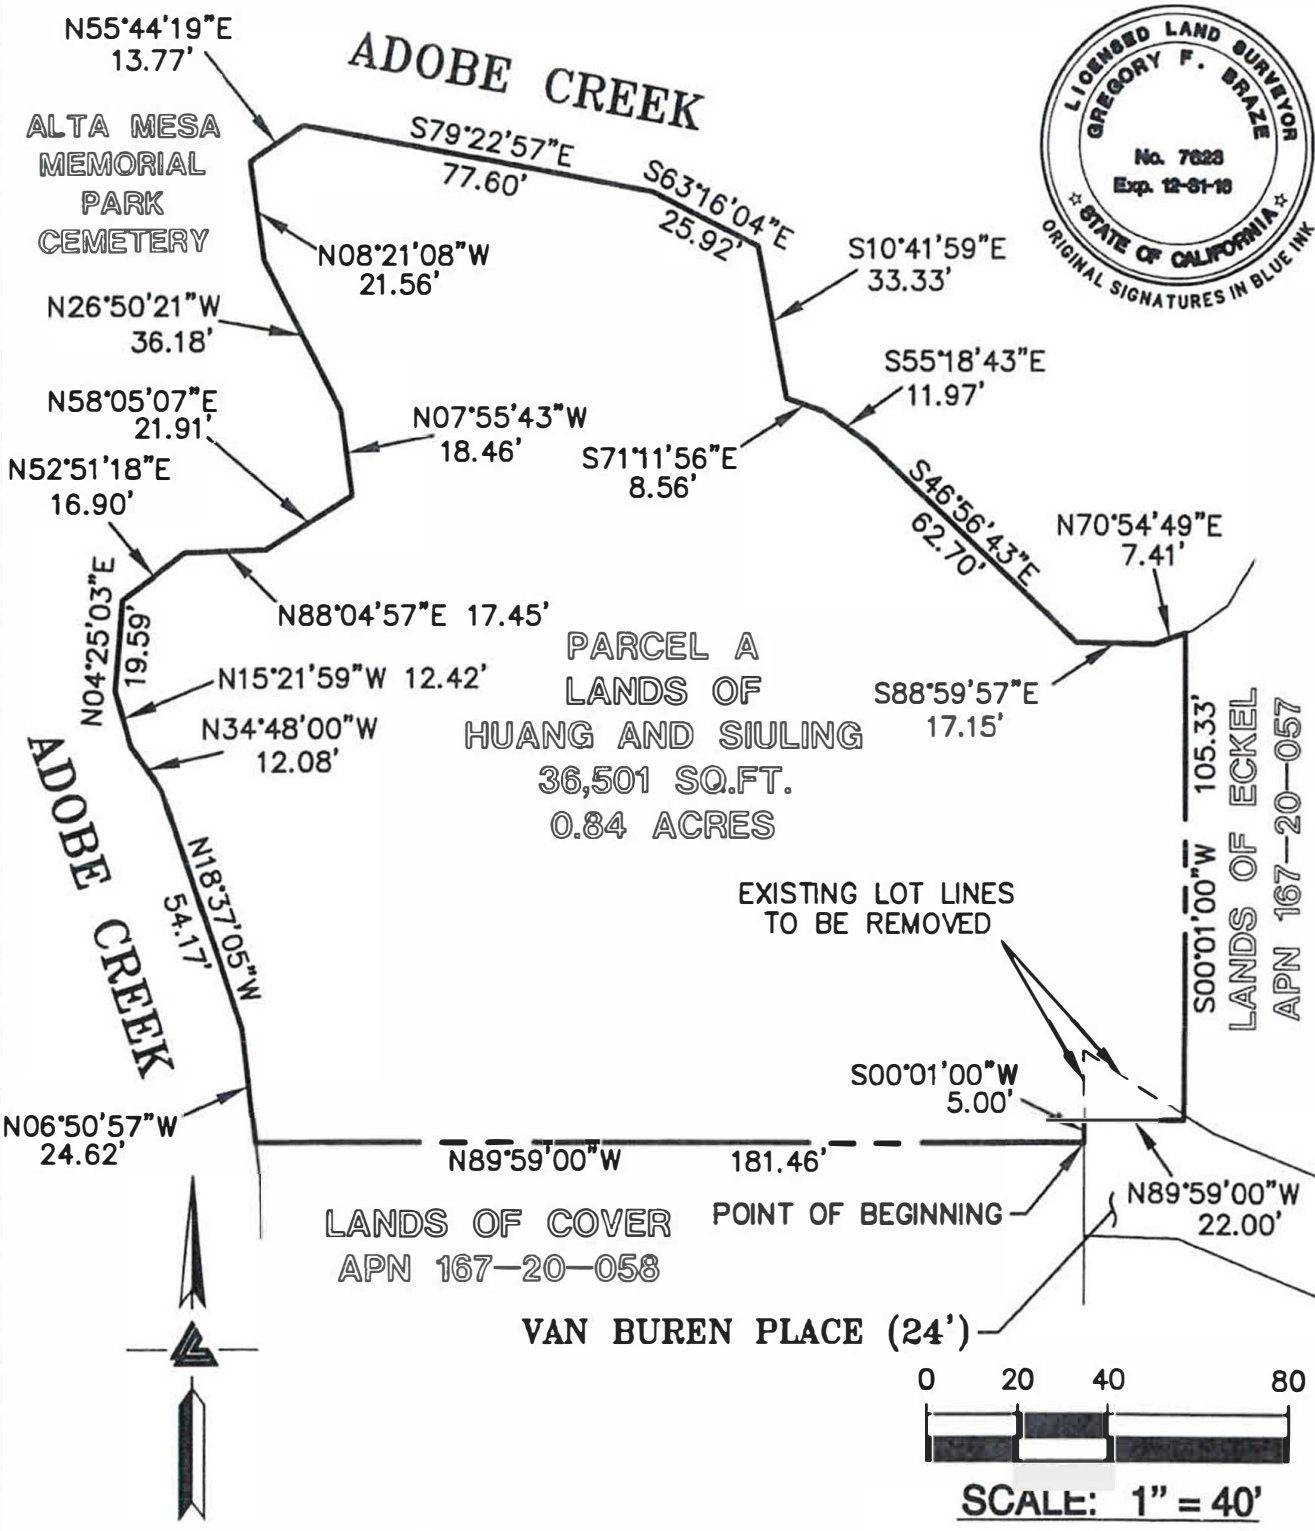 N55°44'19"E
13.77'
ADOBE CREEK
LICENSED LAND SURVEYOR
GREGORY F. BRAZE
No. 7623
Exp. 12-31-18
STATE OF CALIFORNIA
ORIGINAL SIGNATURES IN BLUE INK
ALTA MESA
MEMORIAL
PARK
CEMETERY
S79°22'57"E
77.60'
S63°16'04"E
25.92'
N08°21'08"W
21.56'
S10°41'59"E
33.33'
N26°50'21"W
36.18'
S55°18'43"E
11.97'
N58°05'07"E
21.91'
N07°55'43"W
18.46'
S71°11'56"E
8.56'
N52°51'18"E
16.90'
S46°56'43"E
62.70'
N70°54'49"E
7.41'
N04°25'03"E
19.59'
N88°04'57"E 17.45'
N15°21'59"W 12.42'
S88°59'57"E
17.15'
N34°48'00"W
12.08'
PARCEL A
LANDS OF
HUANG AND SIULING
36,501 SQ.FT.
0.84 ACRES
S00°01'00"W 105.33'
LANDS OF ECKEL
APN 167-20-057
ADOBE CREEK
N18°37'05"W
54.17'
EXISTING LOT LINES
TO BE REMOVED
S00°01'00"W
5.00'
N06°50'57"W
24.62'
N89°59'00"W 181.46'
N89°59'00"W
22.00'
LANDS OF COVER
APN 167-20-058
POINT OF BEGINNING
VAN BUREN PLACE (24')
0 20 40 80
SCALE: 1" = 40'